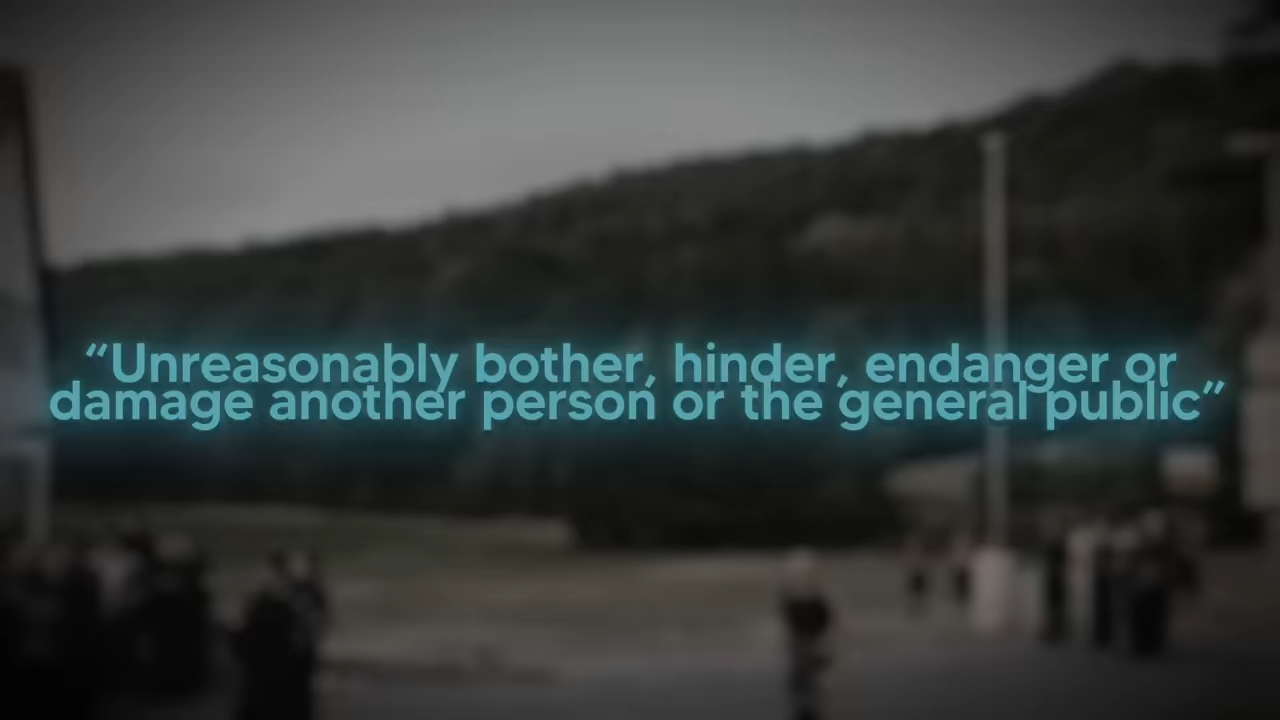 “Unreasonably bother, hinder, endanger or
damage another person or the general public”